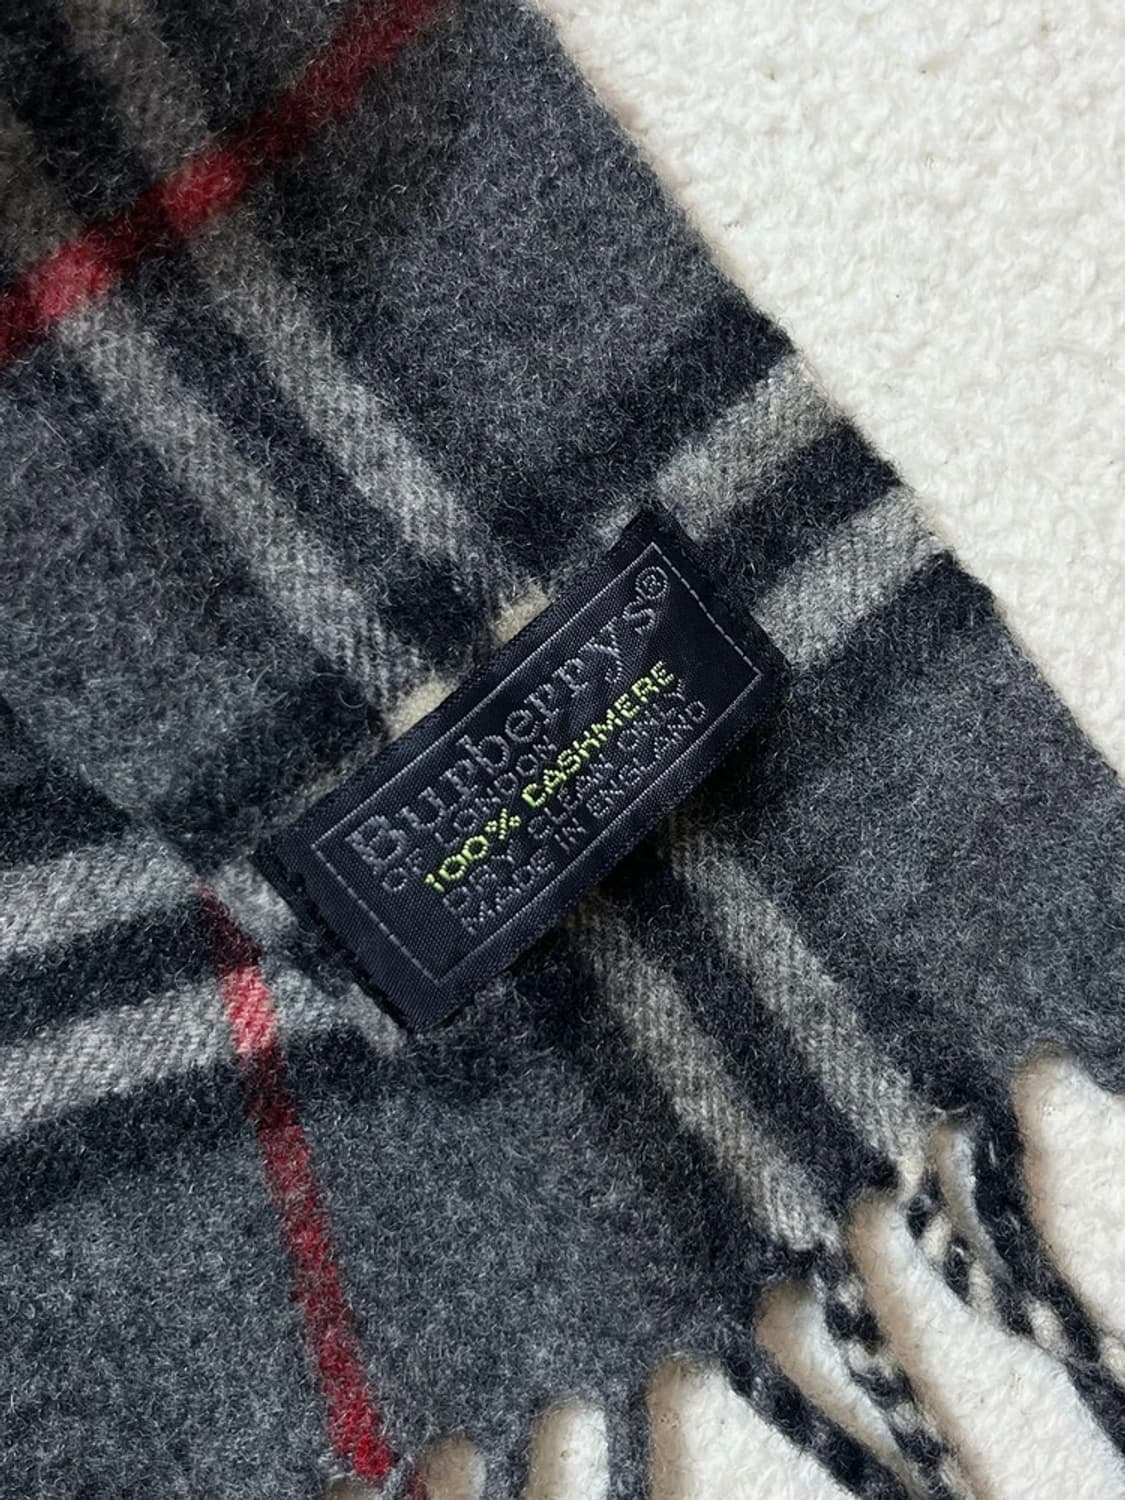 Burberrys®
OF LONDON
100% CASHMERE
DRY CLEAN ONLY
MADE IN ENGLAND